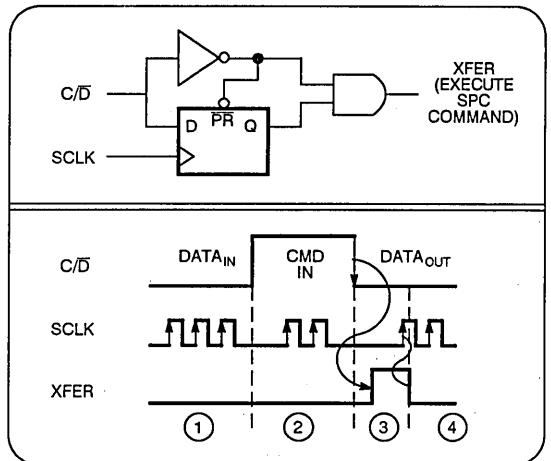 C/D̅
D P̅R̅ Q
SCLK
XFER
(EXECUTE
SPC
COMMAND)
C/D̅
DATAIN
CMD
IN
DATAOUT
SCLK
XFER
① ② ③ ④